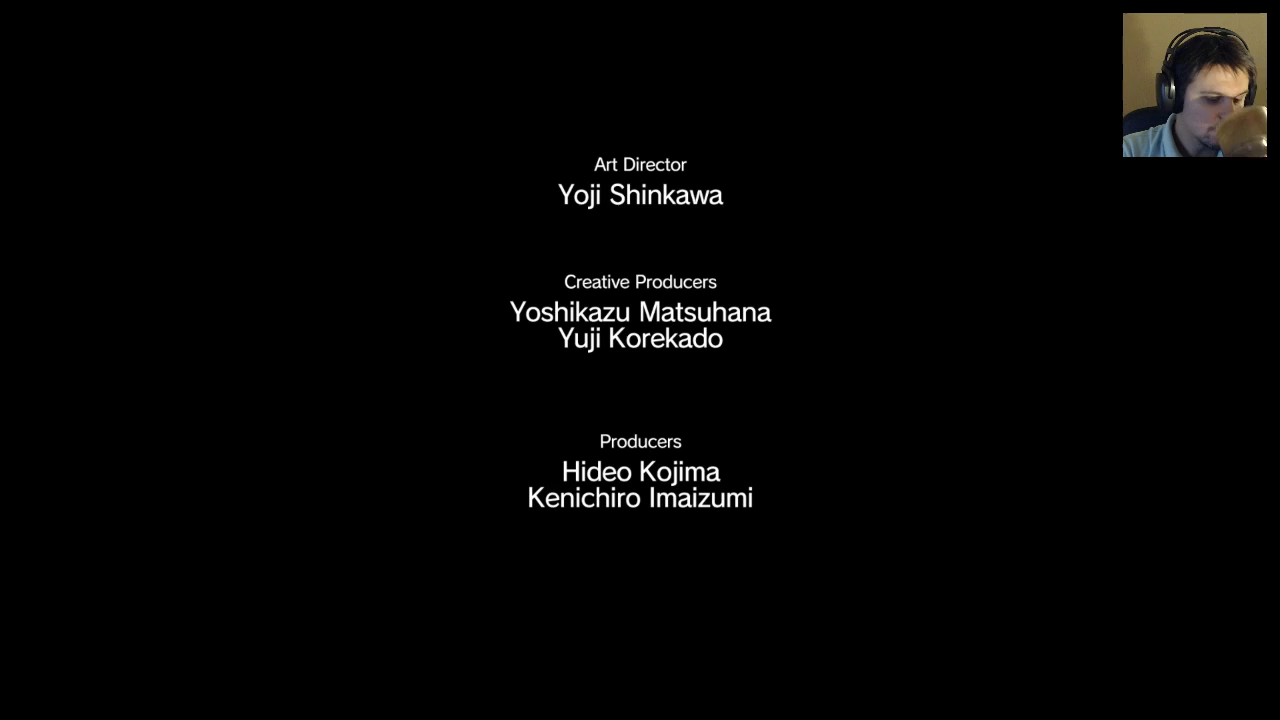 Art Director
Yoji Shinkawa
Creative Producers
Yoshikazu Matsuhana
Yuji Korekado
Producers
Hideo Kojima
Kenichiro Imaizumi